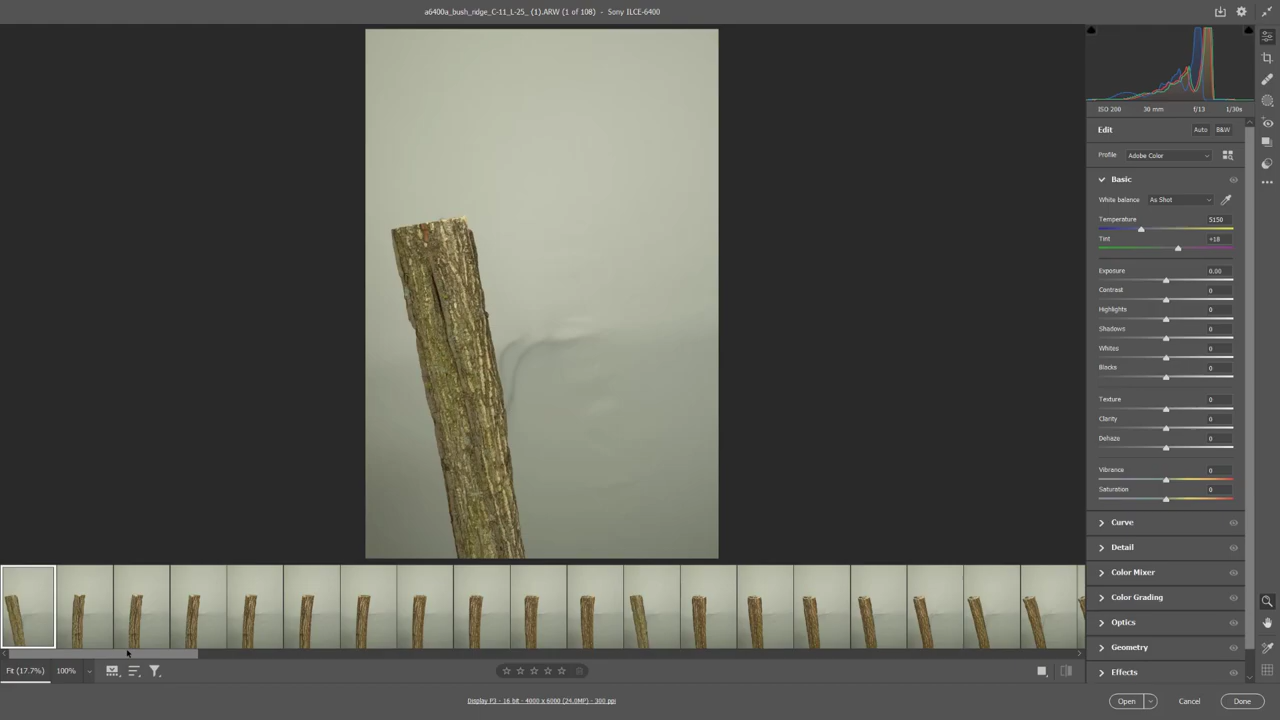 a6400a_bush_ridge_C-11_L-25_ (1).ARW (1 of 108) - Sony ILCE-6400
ISO 200 30 mm f/13 1/30s
Edit Auto B&W
Profile Adobe Color
Basic
White balance As Shot
Temperature 5150
Tint +18
Exposure 0.00
Contrast 0
Highlights 0
Shadows 0
Whites 0
Blacks 0
Texture 0
Clarity 0
Dehaze 0
Vibrance 0
Saturation 0
Curve
Detail
Color Mixer
Color Grading
Optics
Geometry
Effects
Fit (17.7%) 100%
Display P3 - 16 bit - 4000 x 6000 (24.0MP) - 300 ppi
Open Cancel Done